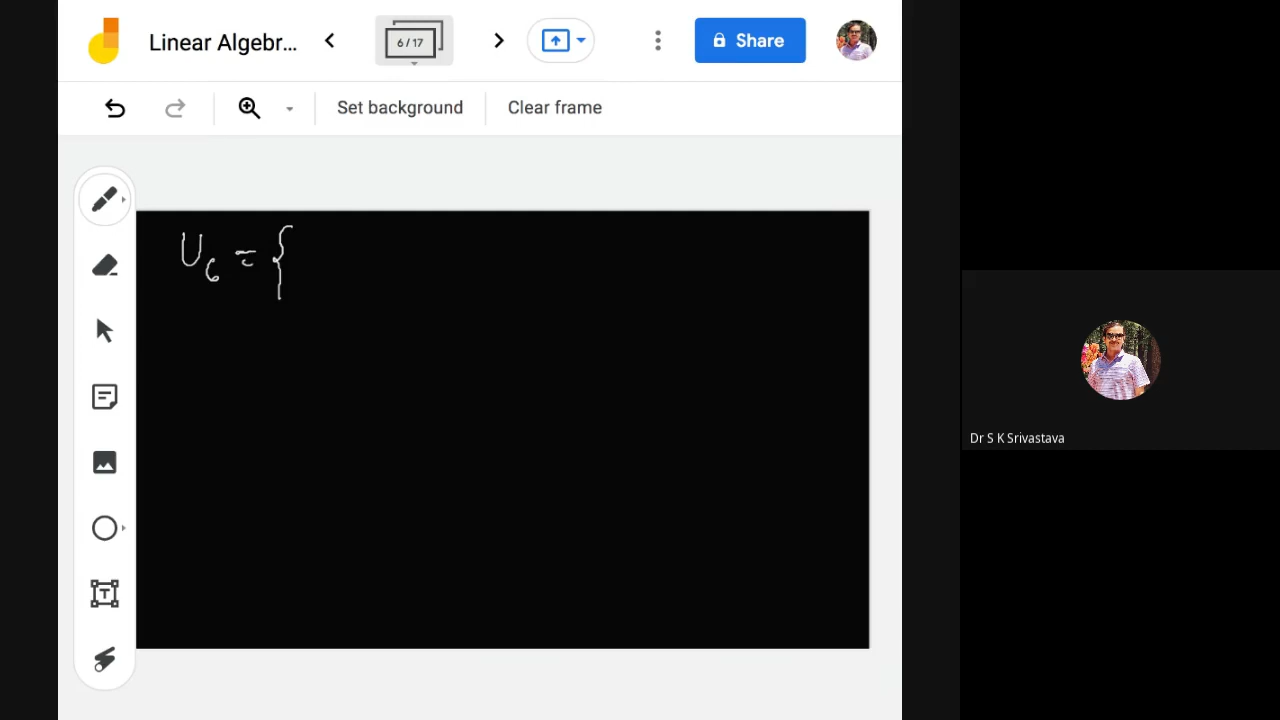 Linear Algebr...
6 / 17
Share
Set background
Clear frame
U₆ = {
Dr S K Srivastava